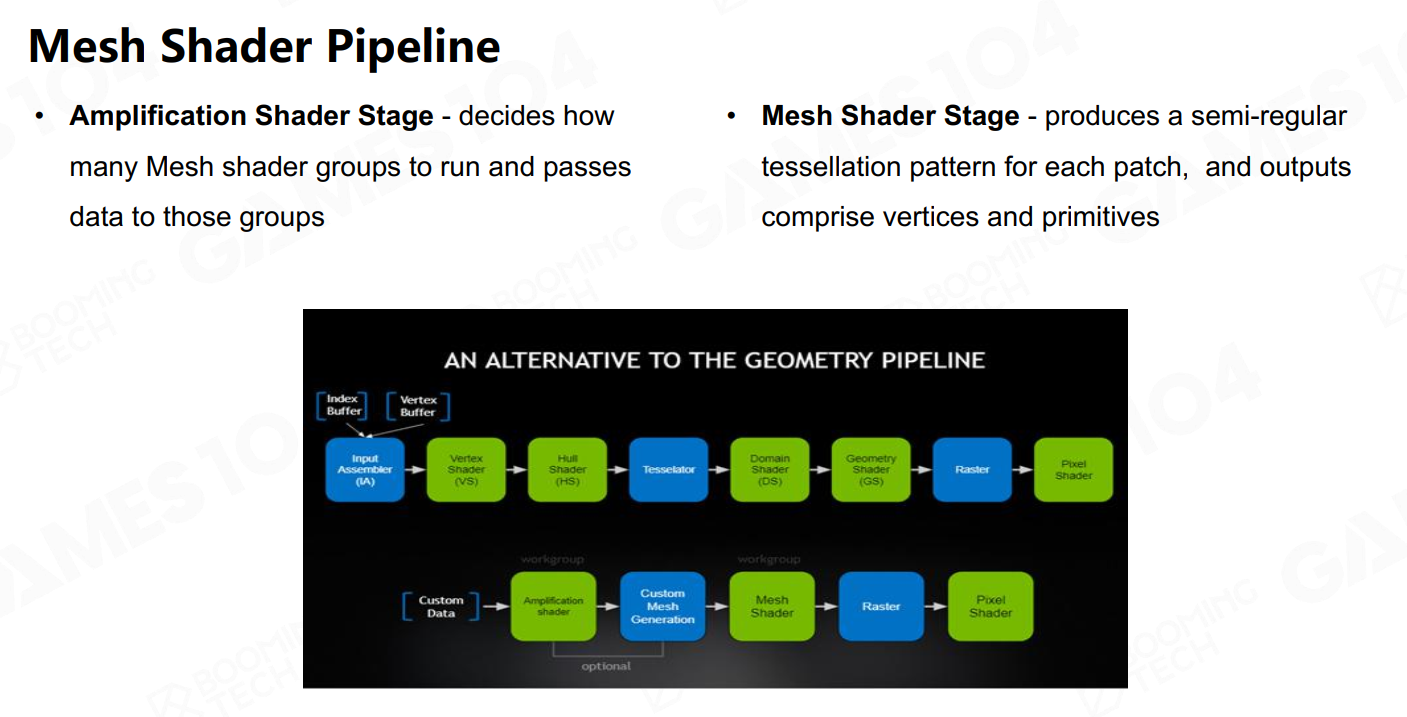 Mesh Shader Pipeline
• Amplification Shader Stage - decides how
many Mesh shader groups to run and passes
data to those groups
• Mesh Shader Stage - produces a semi-regular
tessellation pattern for each patch,  and outputs
comprise vertices and primitives
AN ALTERNATIVE TO THE GEOMETRY PIPELINE
Index
Buffer
Vertex
Buffer
Input
Assembler
(IA)
Vertex
Shader
(VS)
Hull
Shader
(HS)
Tesselator
Domain
Shader
(DS)
Geometry
Shader
(GS)
Raster
Pixel
Shader
workgroup
workgroup
Custom
Data
Amplification
shader
Custom
Mesh
Generation
Mesh
Shader
Raster
Pixel
Shader
optional
GAMES104
BOOMING
TECH